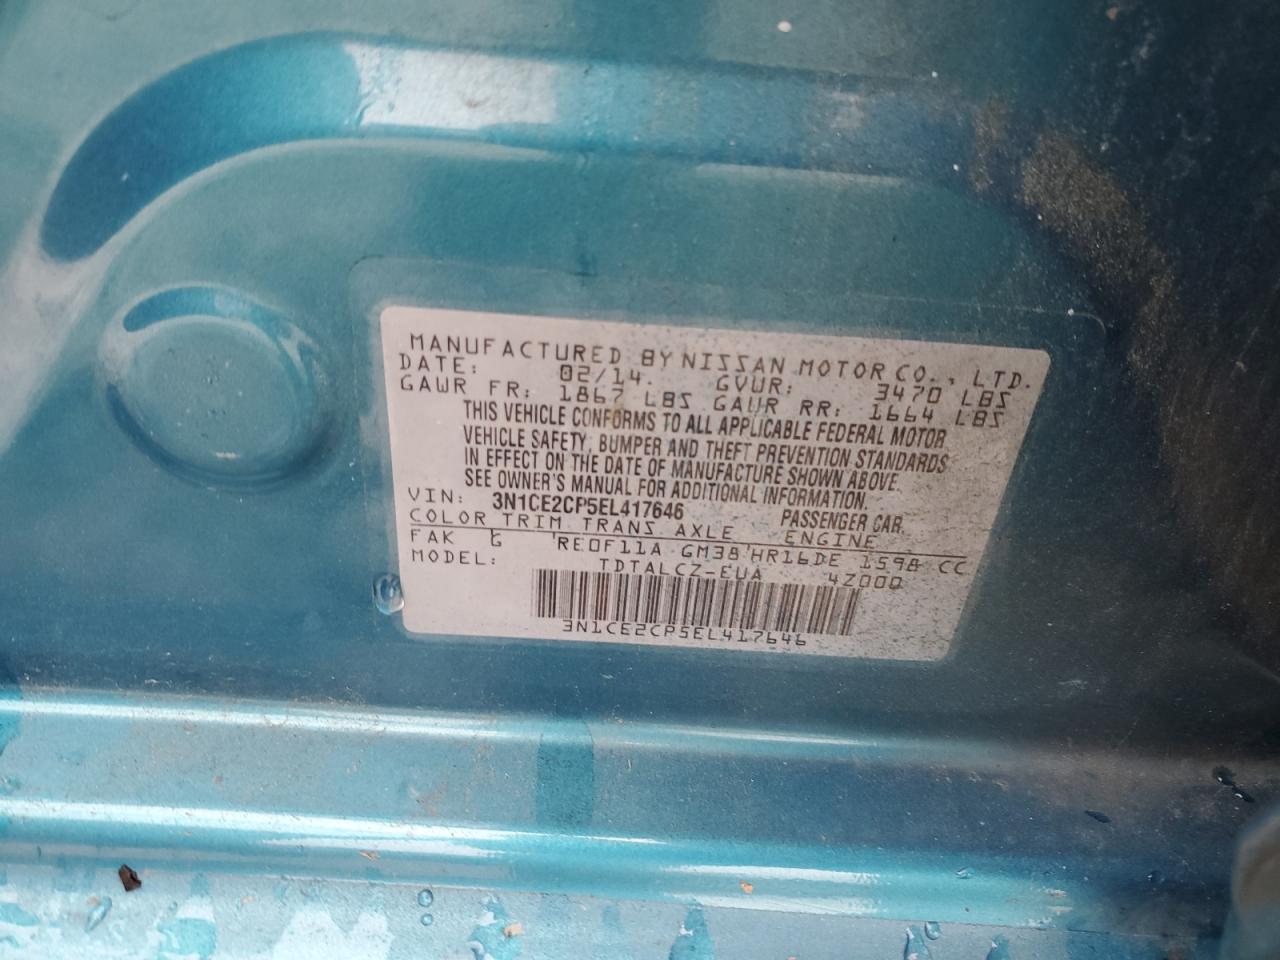 MANUFACTURED BY NISSAN MOTOR CO., LTD.
DATE: 02/14. GVWR: 3470 LBS
GAWR FR: 1867 LBS GAWR RR: 1664 LBS
THIS VEHICLE CONFORMS TO ALL APPLICABLE FEDERAL MOTOR
VEHICLE SAFETY, BUMPER AND THEFT PREVENTION STANDARDS
IN EFFECT ON THE DATE OF MANUFACTURE SHOWN ABOVE.
SEE OWNER'S MANUAL FOR ADDITIONAL INFORMATION.
VIN: 3N1CE2CP5EL417646 PASSENGER CAR.
COLOR TRIM TRANS AXLE ENGINE
FAK G RE0F11A GM38 HR16DE 1598 CC
MODEL: TDTALCZ-EUA 4Z000
3N1CE2CP5EL417646